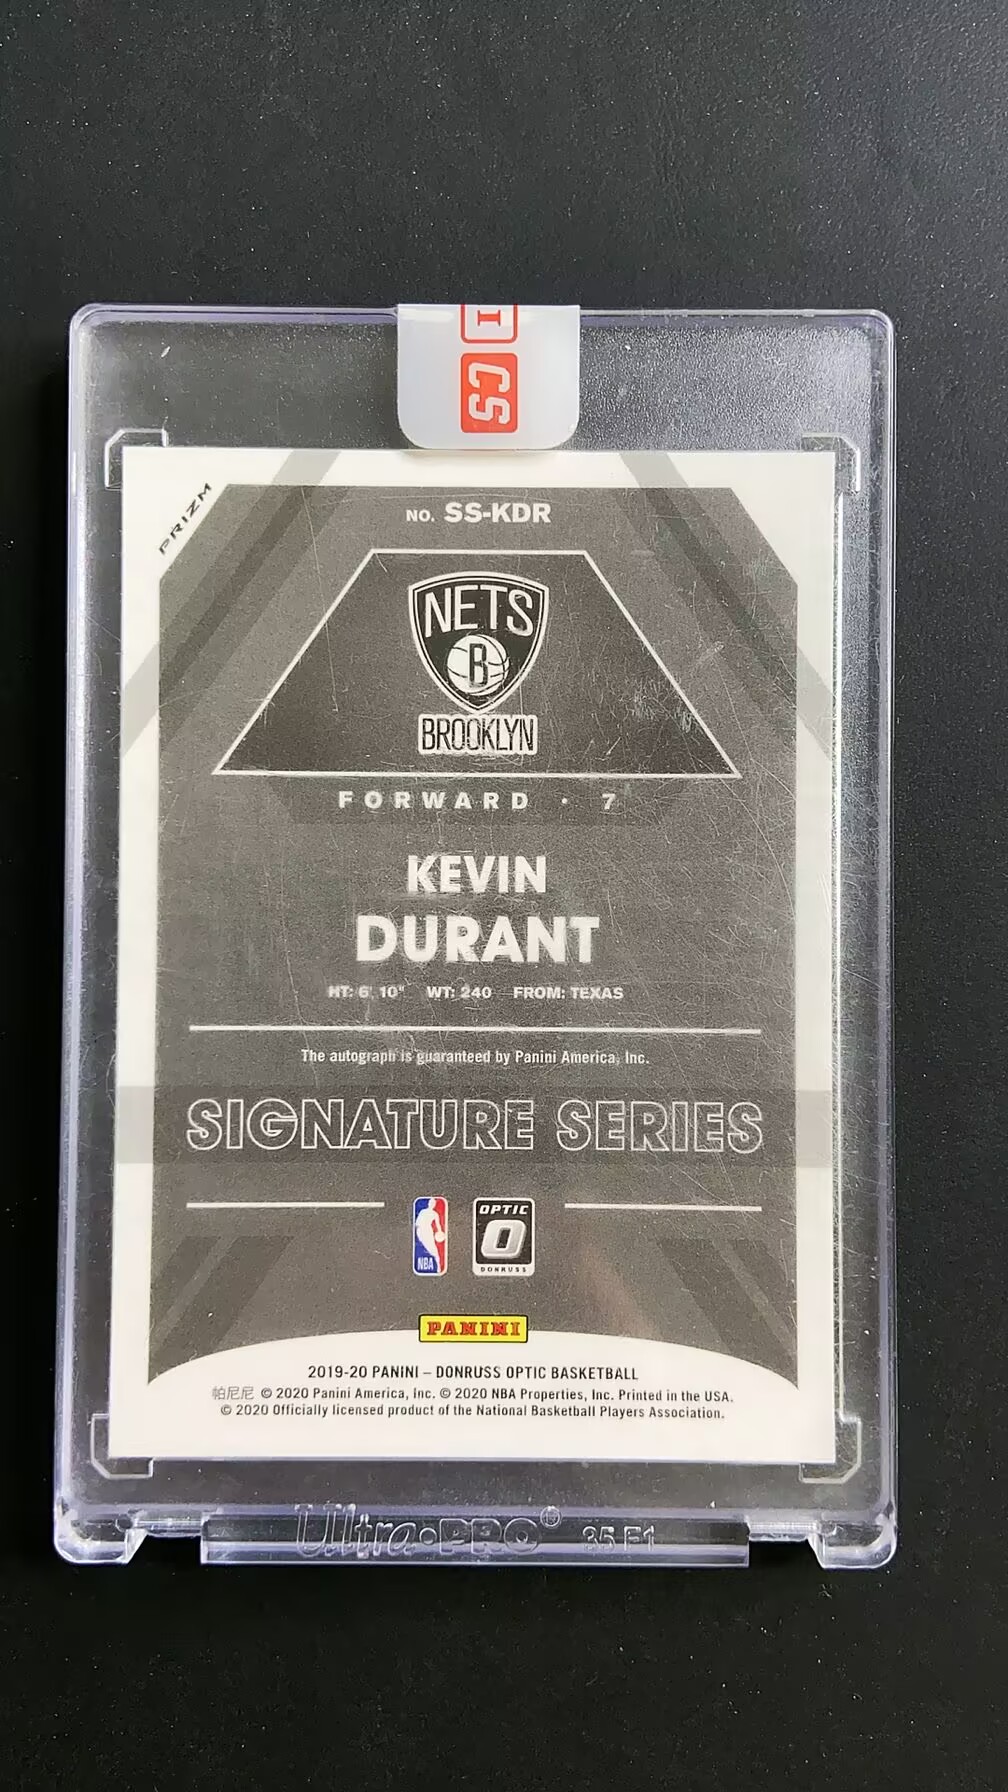 I
CS
PRIZM
NO. SS-KDR
NETS
B
BROOKLYN
FORWARD · 7
KEVIN
DURANT
HT: 6' 10" WT: 240 FROM: TEXAS
The autograph is guaranteed by Panini America, Inc.
SIGNATURE SERIES
NBA
OPTIC
O
DONRUSS
PANINI
2019-20 PANINI – DONRUSS OPTIC BASKETBALL
帕尼尼 © 2020 Panini America, Inc. © 2020 NBA Properties, Inc. Printed in the USA.
© 2020 Officially licensed product of the National Basketball Players Association.
Ultra•PRO®